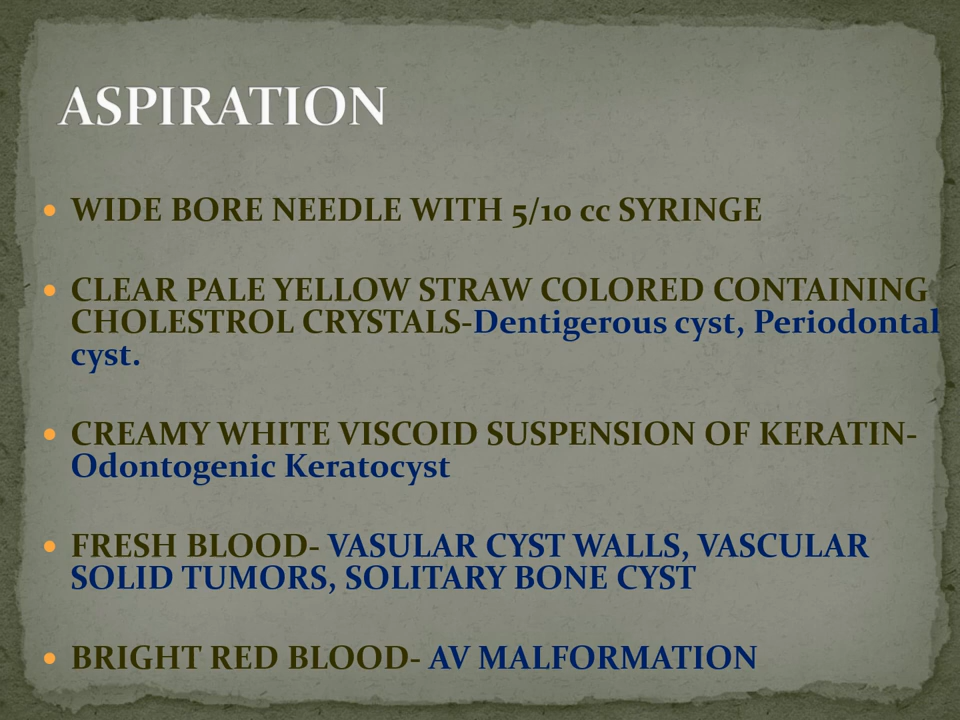 ASPIRATION
• WIDE BORE NEEDLE WITH 5/10 cc SYRINGE
• CLEAR PALE YELLOW STRAW COLORED CONTAINING
CHOLESTROL CRYSTALS-Dentigerous cyst, Periodontal
cyst.
• CREAMY WHITE VISCOID SUSPENSION OF KERATIN-
Odontogenic Keratocyst
• FRESH BLOOD- VASULAR CYST WALLS, VASCULAR
SOLID TUMORS, SOLITARY BONE CYST
• BRIGHT RED BLOOD- AV MALFORMATION